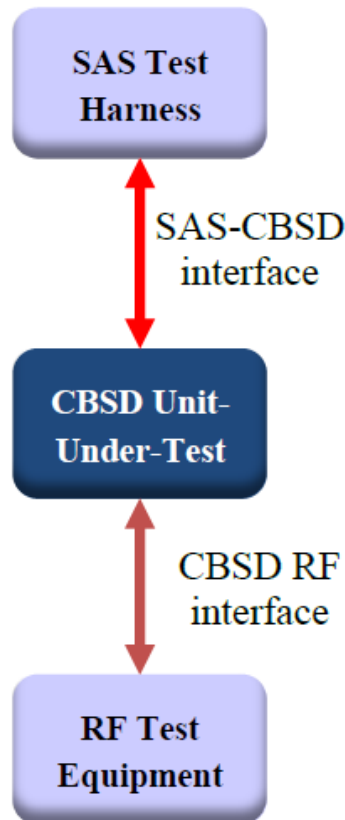 SAS Test
Harness
SAS-CBSD
interface
CBSD Unit-
Under-Test
CBSD RF
interface
RF Test
Equipment